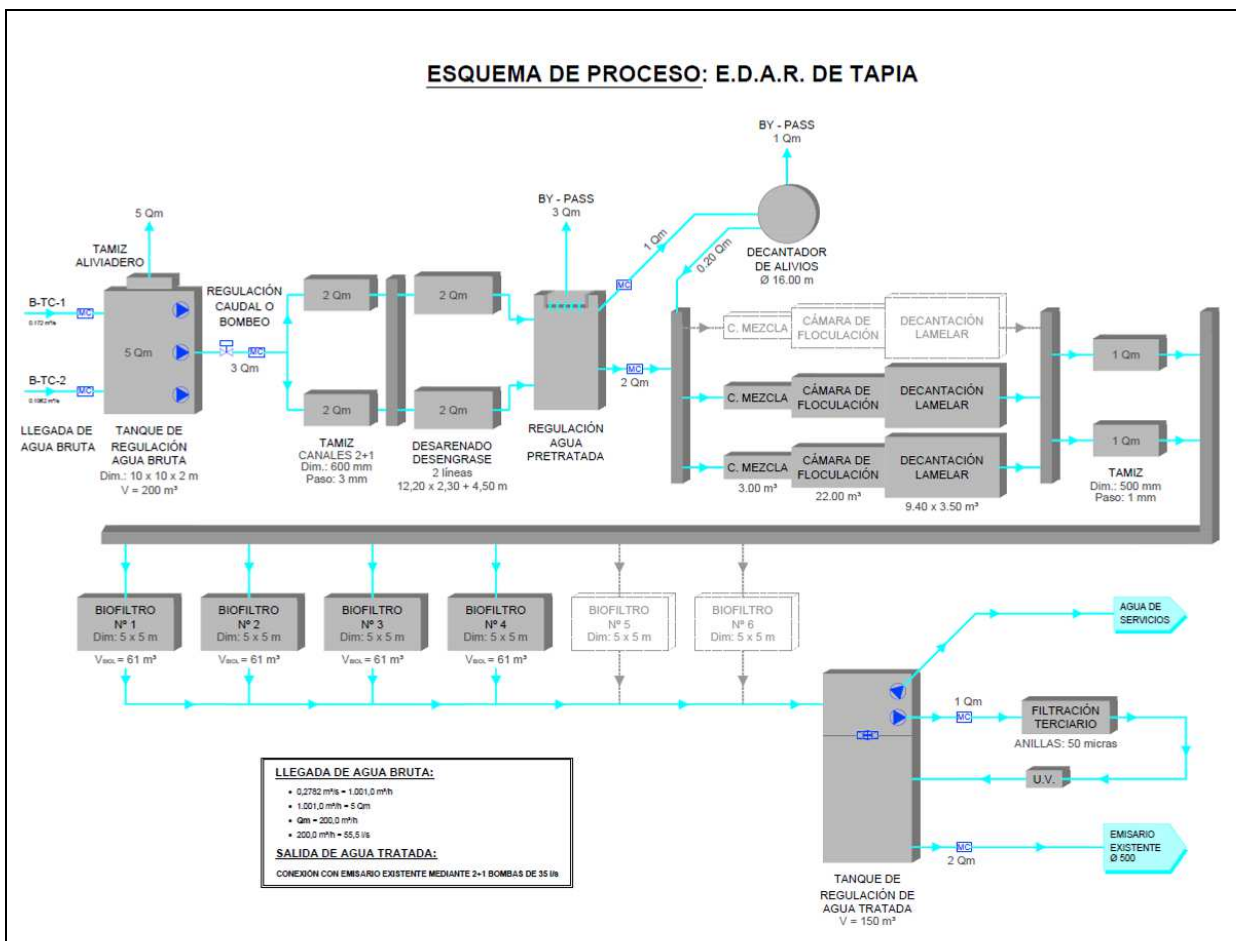 ESQUEMA DE PROCESO: E.D.A.R. DE TAPIA
BY - PASS
1 Qm
BY - PASS
3 Qm
5 Qm
TAMIZ
ALIVIADERO
REGULACIÓN
CAUDAL O
BOMBEO
B-TC-1
MC
0.172 m³/s
5 Qm
B-TC-2
MC
MC
3 Qm
LLEGADA DE
AGUA BRUTA
TANQUE DE
REGULACIÓN
AGUA BRUTA
Dim.: 10 x 10 x 2 m
V = 200 m³
2 Qm
2 Qm
TAMIZ
CANALES 2+1
Dim.: 600 mm
Paso: 3 mm
2 Qm
2 Qm
DESARENADO
DESENGRASE
2 líneas
12,20 x 2,30 + 4,50 m
REGULACIÓN
AGUA
PRETRATADA
1 Qm
MC
0.20 Qm
DECANTADOR
DE ALIVIOS
Ø 16.00 m
MC
2 Qm
C. MEZCLA
CÁMARA DE
FLOCULACIÓN
DECANTACIÓN
LAMELAR
C. MEZCLA
CÁMARA DE
FLOCULACIÓN
DECANTACIÓN
LAMELAR
C. MEZCLA
CÁMARA DE
FLOCULACIÓN
DECANTACIÓN
LAMELAR
3.00 m³
22.00 m³
9.40 x 3.50 m³
1 Qm
1 Qm
TAMIZ
Dim.: 500 mm
Paso: 1 mm
BIOFILTRO
Nº 1
Dim: 5 x 5 m
VBIOL = 61 m³
BIOFILTRO
Nº 2
Dim: 5 x 5 m
VBIOL = 61 m³
BIOFILTRO
Nº 3
Dim: 5 x 5 m
VBIOL = 61 m³
BIOFILTRO
Nº 4
Dim: 5 x 5 m
VBIOL = 61 m³
BIOFILTRO
Nº 5
Dim: 5 x 5 m
BIOFILTRO
Nº 6
Dim: 5 x 5 m
AGUA DE
SERVICIOS
1 Qm
MC
FILTRACIÓN
TERCIARIO
ANILLAS: 50 micras
U.V.
MC
2 Qm
EMISARIO
EXISTENTE
Ø 500
TANQUE DE
REGULACIÓN DE
AGUA TRATADA
V = 150 m³
LLEGADA DE AGUA BRUTA:
• 0,2782 m³/s = 1.001,0 m³/h
• 1.001,0 m³/h = 5 Qm
• Qm = 200,0 m³/h
• 200,0 m³/h = 55,5 l/s
SALIDA DE AGUA TRATADA:
CONEXIÓN CON EMISARIO EXISTENTE MEDIANTE 2+1 BOMBAS DE 35 l/s